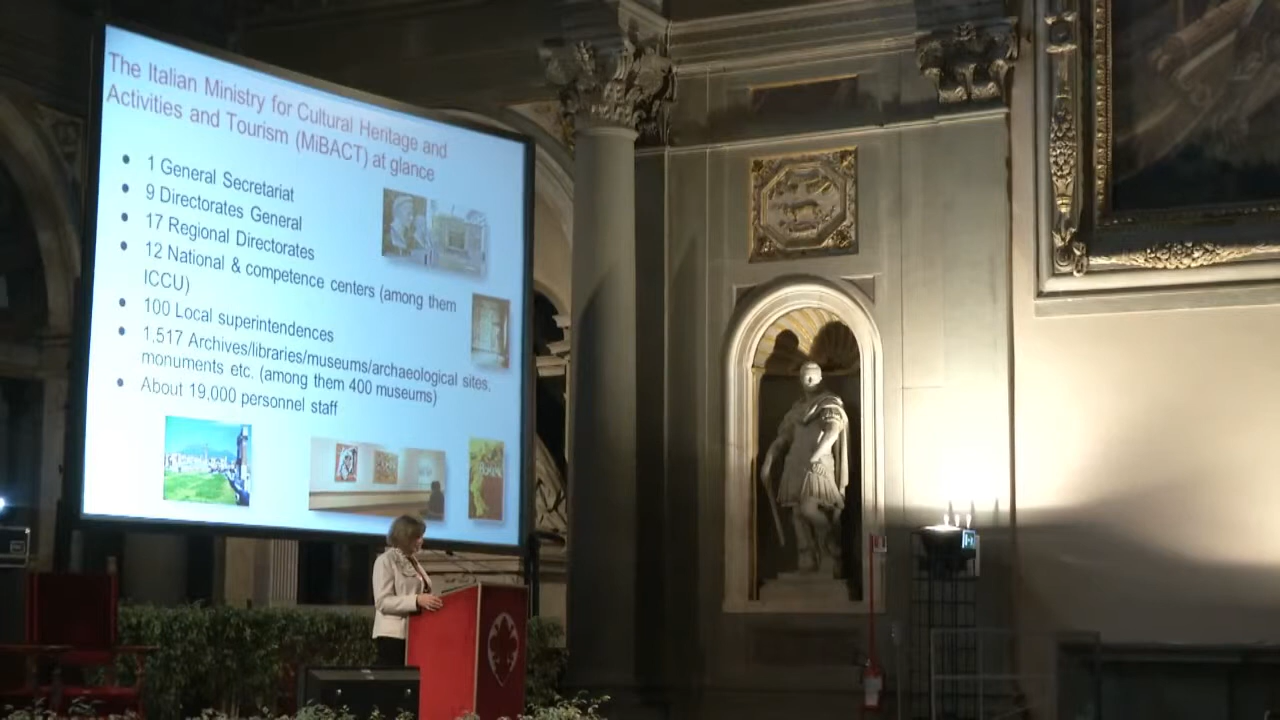 The Italian Ministry for Cultural Heritage and
Activities and Tourism (MiBACT) at glance
• 1 General Secretariat
• 9 Directorates General
• 17 Regional Directorates
• 12 National & competence centers (among them
ICCU)
• 100 Local superintendences
• 1,517 Archives/libraries/museums/archaeological sites,
monuments etc. (among them 400 museums)
• About 19,000 personnel staff